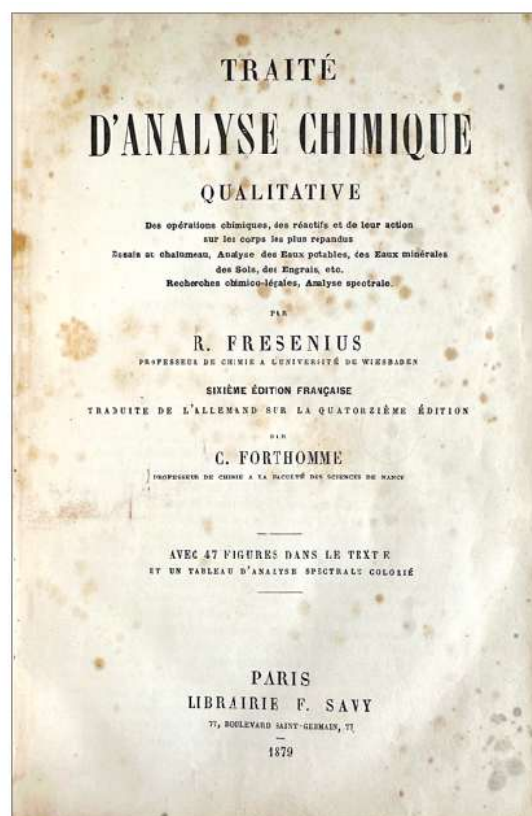 TRAITÉ
D'ANALYSE CHIMIQUE
QUALITATIVE
Des opérations chimiques, des réactifs et de leur action
sur les corps les plus repandus
Essais au chalumeau, Analyse des Eaux potables, des Eaux minérales
des Sols, des Engrais, etc.
Recherches chimico-légales, Analyse spectrale.
PAR
R. FRESENIUS
PROFESSEUR DE CHIMIE A L'UNIVERSITÉ DE WIESBADEN
SIXIÈME ÉDITION FRANÇAISE
TRADUITE DE L'ALLEMAND SUR LA QUATORZIÈME ÉDITION
PAR
C. FORTHOMME
PROFESSEUR DE CHIMIE A LA FACULTÉ DES SCIENCES DE NANCY
AVEC 47 FIGURES DANS LE TEXTE
ET UN TABLEAU D'ANALYSE SPECTRALE COLORIÉ
PARIS
LIBRAIRIE F. SAVY
77, BOULEVARD SAINT-GERMAIN, 77
1879